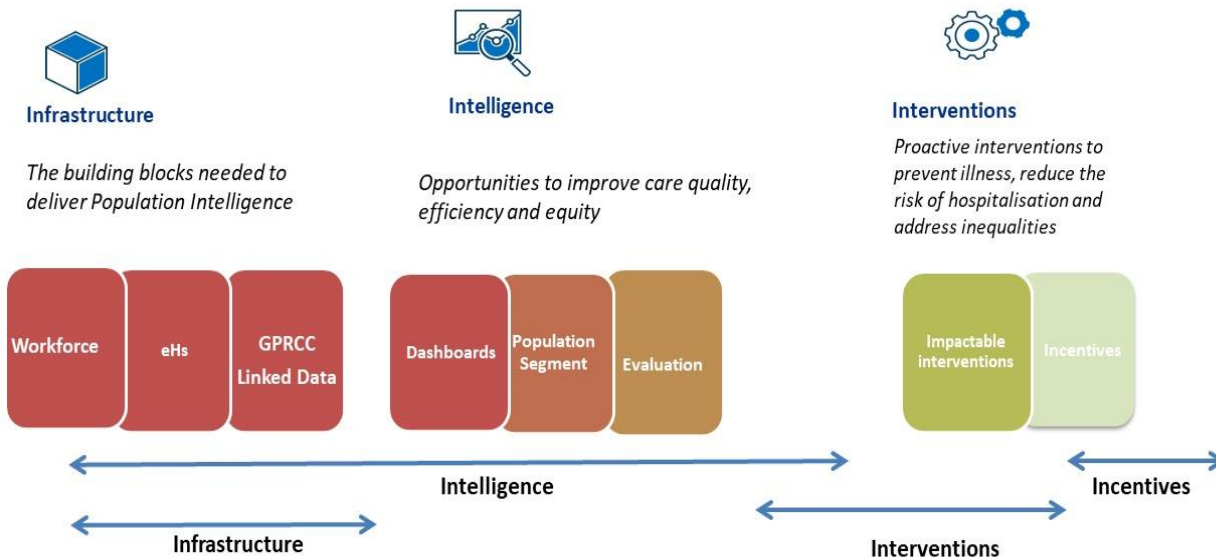 Infrastructure
The building blocks needed to
deliver Population Intelligence
Intelligence
Opportunities to improve care quality,
efficiency and equity
Interventions
Proactive interventions to
prevent illness, reduce the
risk of hospitalisation and
address inequalities
Workforce
eHs
GPRCC
Linked Data
Dashboards
Population
Segment
Evaluation
Impactable
interventions
Incentives
Intelligence
Incentives
Infrastructure
Interventions